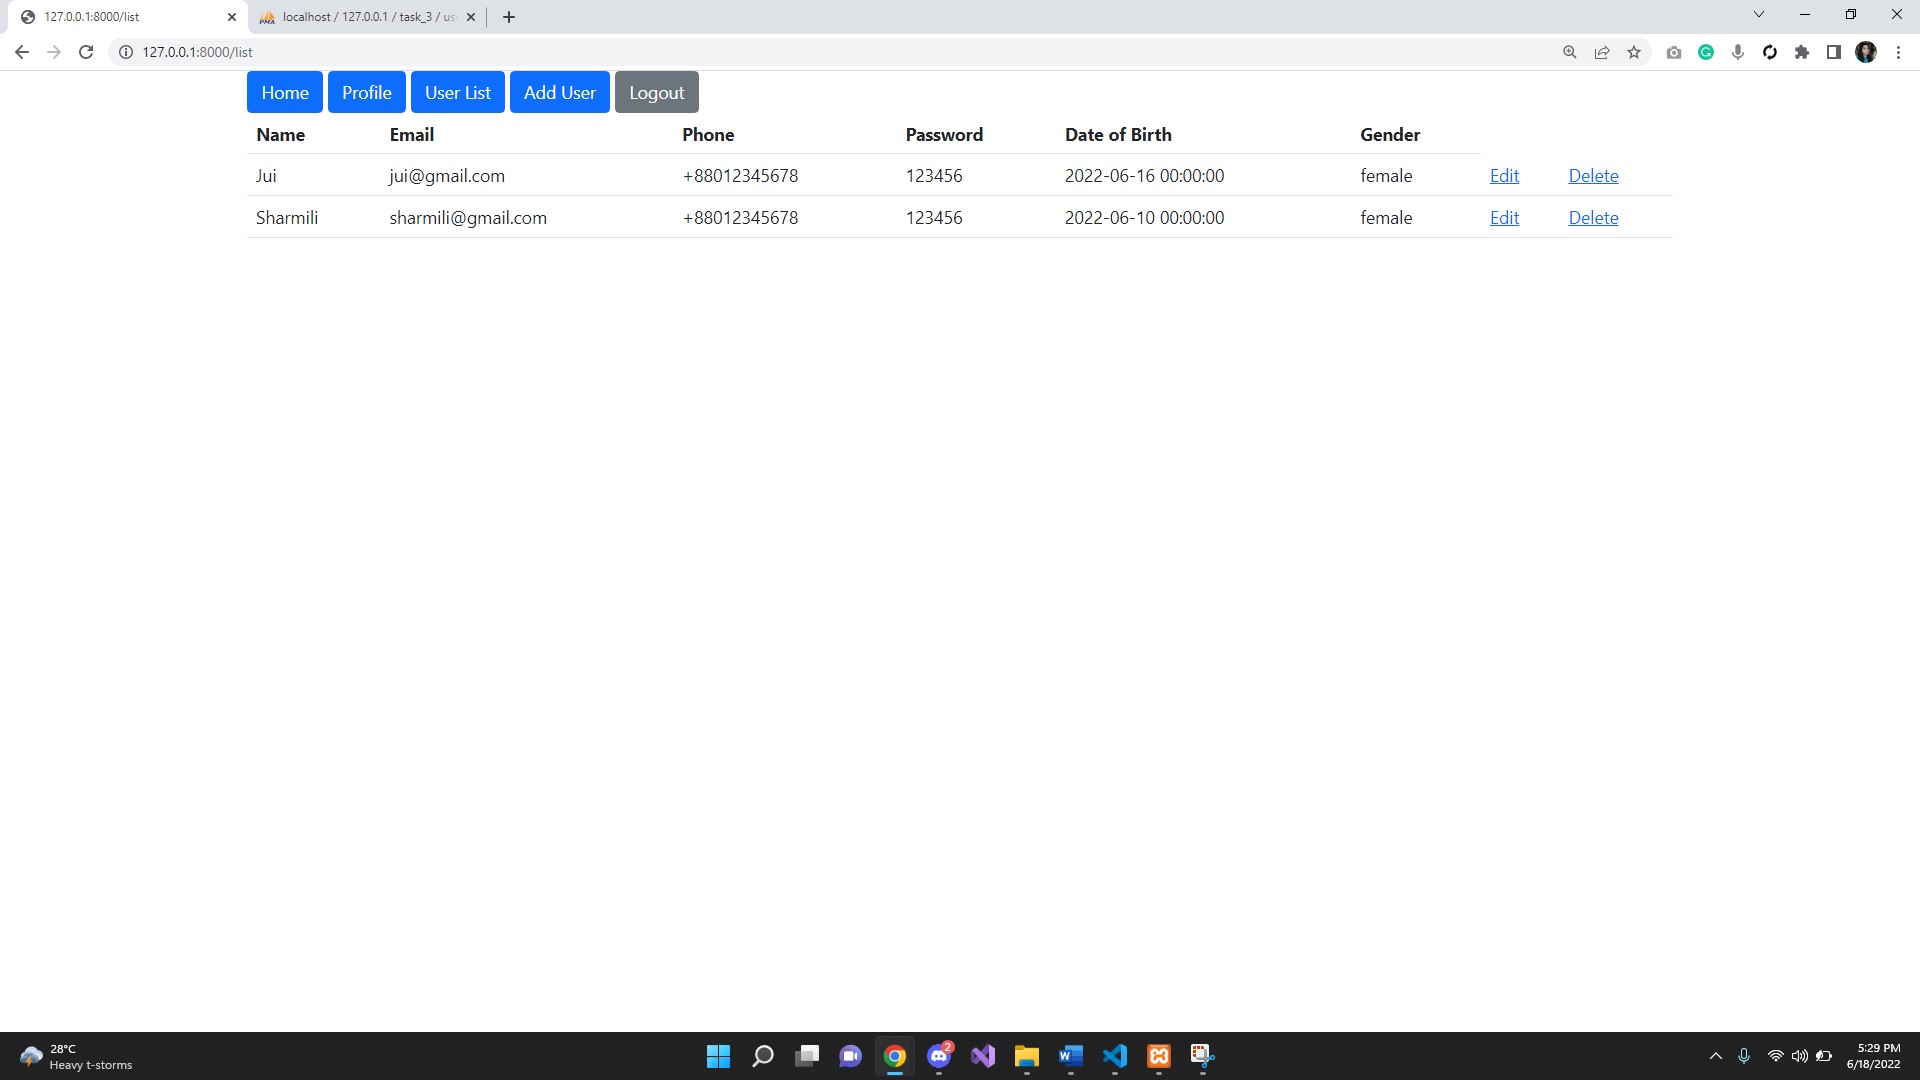 127.0.0.1:8000/list
localhost / 127.0.0.1 / task_3 / us
127.0.0.1:8000/list
Home Profile User List Add User Logout
Name Email Phone Password Date of Birth Gender
Jui jui@gmail.com +88012345678 123456 2022-06-16 00:00:00 female Edit Delete
Sharmili sharmili@gmail.com +88012345678 123456 2022-06-10 00:00:00 female Edit Delete
28°C
Heavy t-storms
2
5:29 PM
6/18/2022